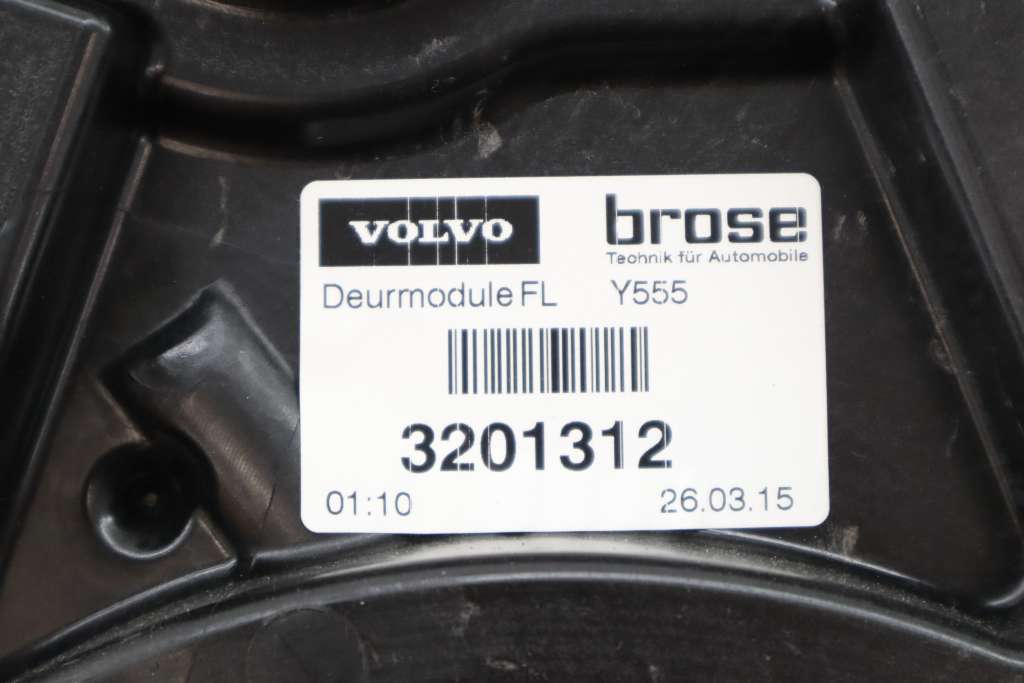 VOLVO brose
Technik für Automobile
Deurmodule FL Y555
3201312
01:10 26.03.15